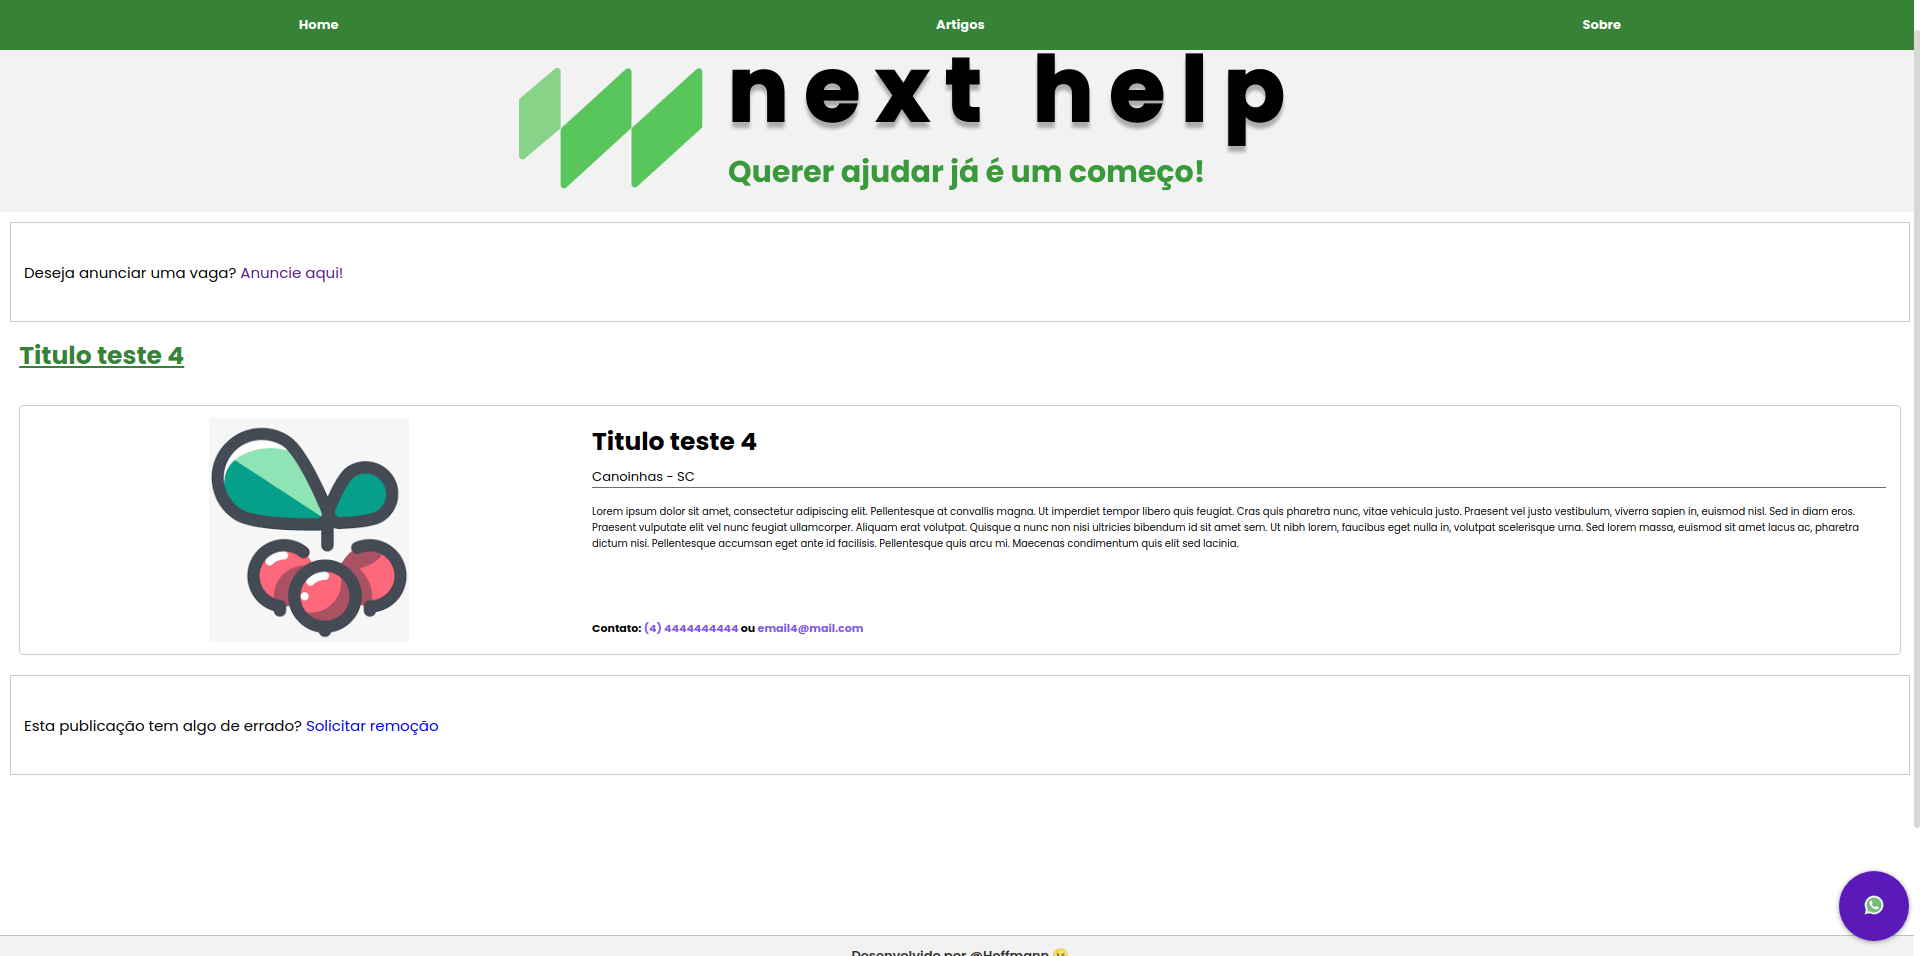 Home Artigos Sobre
next help
Querer ajudar já é um começo!
Deseja anunciar uma vaga? Anuncie aqui!
Titulo teste 4
Titulo teste 4
Canoinhas - SC
Lorem ipsum dolor sit amet, consectetur adipiscing elit. Pellentesque at convallis magna. Ut imperdiet tempor libero quis feugiat. Cras quis pharetra nunc, vitae vehicula justo. Praesent vel justo vestibulum, viverra sapien in, euismod nisl. Sed in diam eros.
Praesent vulputate elit vel nunc feugiat ullamcorper. Aliquam erat volutpat. Quisque a nunc non nisi ultricies bibendum id sit amet sem. Ut nibh lorem, faucibus eget nulla in, volutpat scelerisque urna. Sed lorem massa, euismod sit amet lacus ac, pharetra
dictum nisi. Pellentesque accumsan eget ante id facilisis. Pellentesque quis arcu mi. Maecenas condimentum quis elit sed lacinia.
Contato: (4) 4444444444 ou email4@mail.com
Esta publicação tem algo de errado? Solicitar remoção
Desenvolvido por @Hoffmann